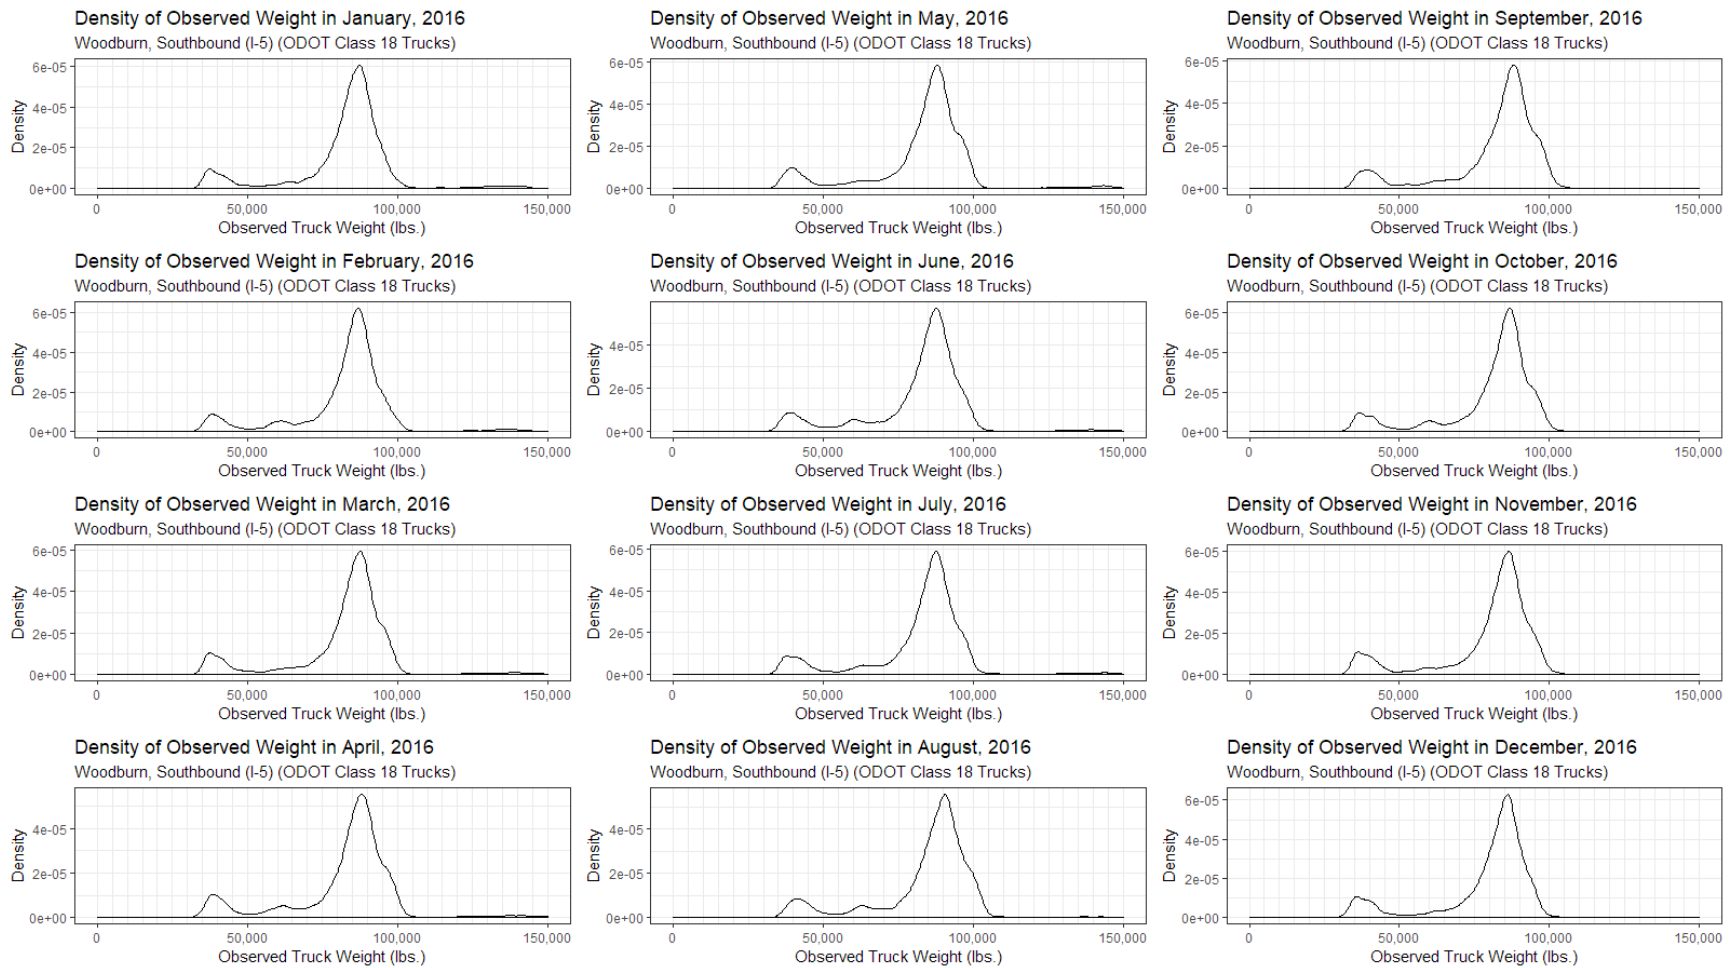 Density of Observed Weight in January, 2016
Woodburn, Southbound (I-5) (ODOT Class 18 Trucks)
Density
6e-05
4e-05
2e-05
0e+00
0 50,000 100,000 150,000
Observed Truck Weight (lbs.)
Density of Observed Weight in May, 2016
Woodburn, Southbound (I-5) (ODOT Class 18 Trucks)
Density
6e-05
4e-05
2e-05
0e+00
0 50,000 100,000 150,000
Observed Truck Weight (lbs.)
Density of Observed Weight in September, 2016
Woodburn, Southbound (I-5) (ODOT Class 18 Trucks)
Density
6e-05
4e-05
2e-05
0e+00
0 50,000 100,000 150,000
Observed Truck Weight (lbs.)
Density of Observed Weight in February, 2016
Woodburn, Southbound (I-5) (ODOT Class 18 Trucks)
Density
6e-05
4e-05
2e-05
0e+00
0 50,000 100,000 150,000
Observed Truck Weight (lbs.)
Density of Observed Weight in June, 2016
Woodburn, Southbound (I-5) (ODOT Class 18 Trucks)
Density
4e-05
2e-05
0e+00
0 50,000 100,000 150,000
Observed Truck Weight (lbs.)
Density of Observed Weight in October, 2016
Woodburn, Southbound (I-5) (ODOT Class 18 Trucks)
Density
6e-05
4e-05
2e-05
0e+00
0 50,000 100,000 150,000
Observed Truck Weight (lbs.)
Density of Observed Weight in March, 2016
Woodburn, Southbound (I-5) (ODOT Class 18 Trucks)
Density
6e-05
4e-05
2e-05
0e+00
0 50,000 100,000 150,000
Observed Truck Weight (lbs.)
Density of Observed Weight in July, 2016
Woodburn, Southbound (I-5) (ODOT Class 18 Trucks)
Density
6e-05
4e-05
2e-05
0e+00
0 50,000 100,000 150,000
Observed Truck Weight (lbs.)
Density of Observed Weight in November, 2016
Woodburn, Southbound (I-5) (ODOT Class 18 Trucks)
Density
6e-05
4e-05
2e-05
0e+00
0 50,000 100,000 150,000
Observed Truck Weight (lbs.)
Density of Observed Weight in April, 2016
Woodburn, Southbound (I-5) (ODOT Class 18 Trucks)
Density
4e-05
2e-05
0e+00
0 50,000 100,000 150,000
Observed Truck Weight (lbs.)
Density of Observed Weight in August, 2016
Woodburn, Southbound (I-5) (ODOT Class 18 Trucks)
Density
4e-05
2e-05
0e+00
0 50,000 100,000 150,000
Observed Truck Weight (lbs.)
Density of Observed Weight in December, 2016
Woodburn, Southbound (I-5) (ODOT Class 18 Trucks)
Density
6e-05
4e-05
2e-05
0e+00
0 50,000 100,000 150,000
Observed Truck Weight (lbs.)